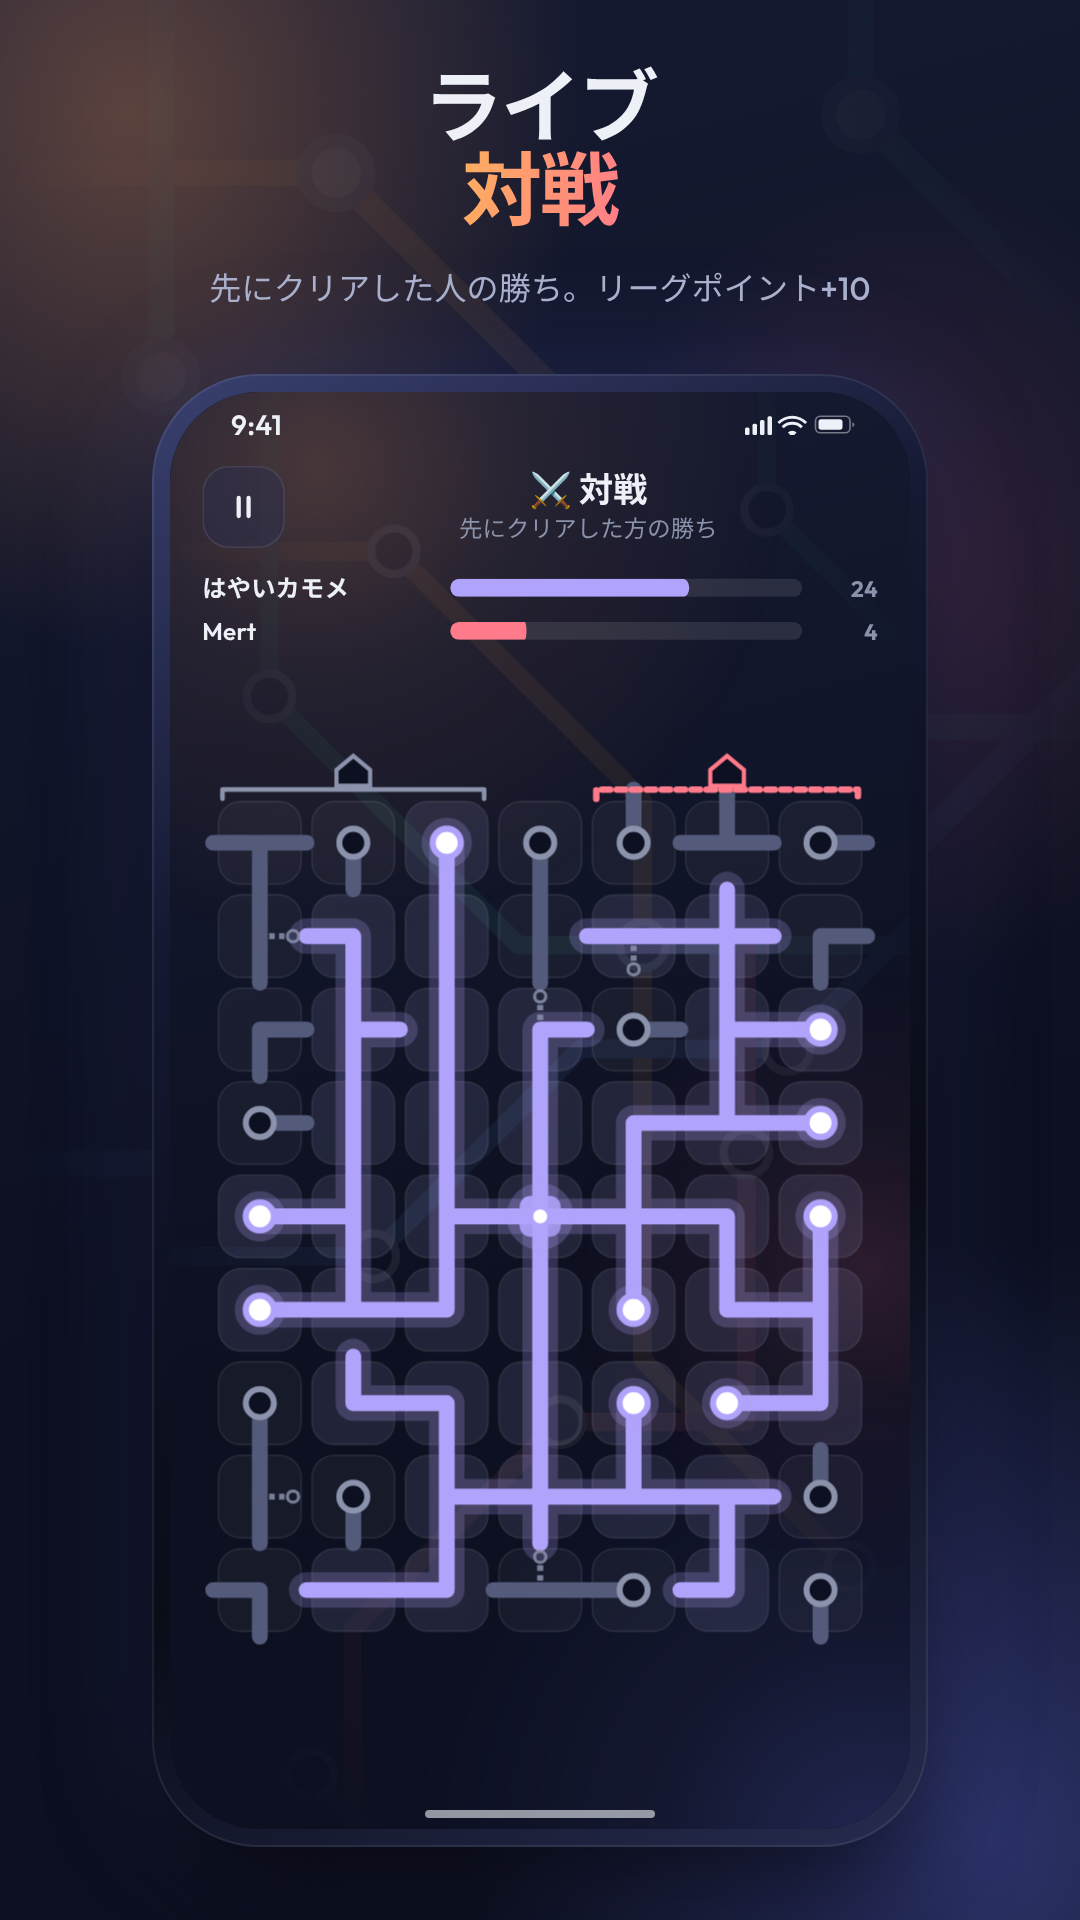 ライブ
対戦
先にクリアした人の勝ち。リーグポイント+10
9:41
⚔️ 対戦
先にクリアした方の勝ち
はやいカモメ 24
Mert 4